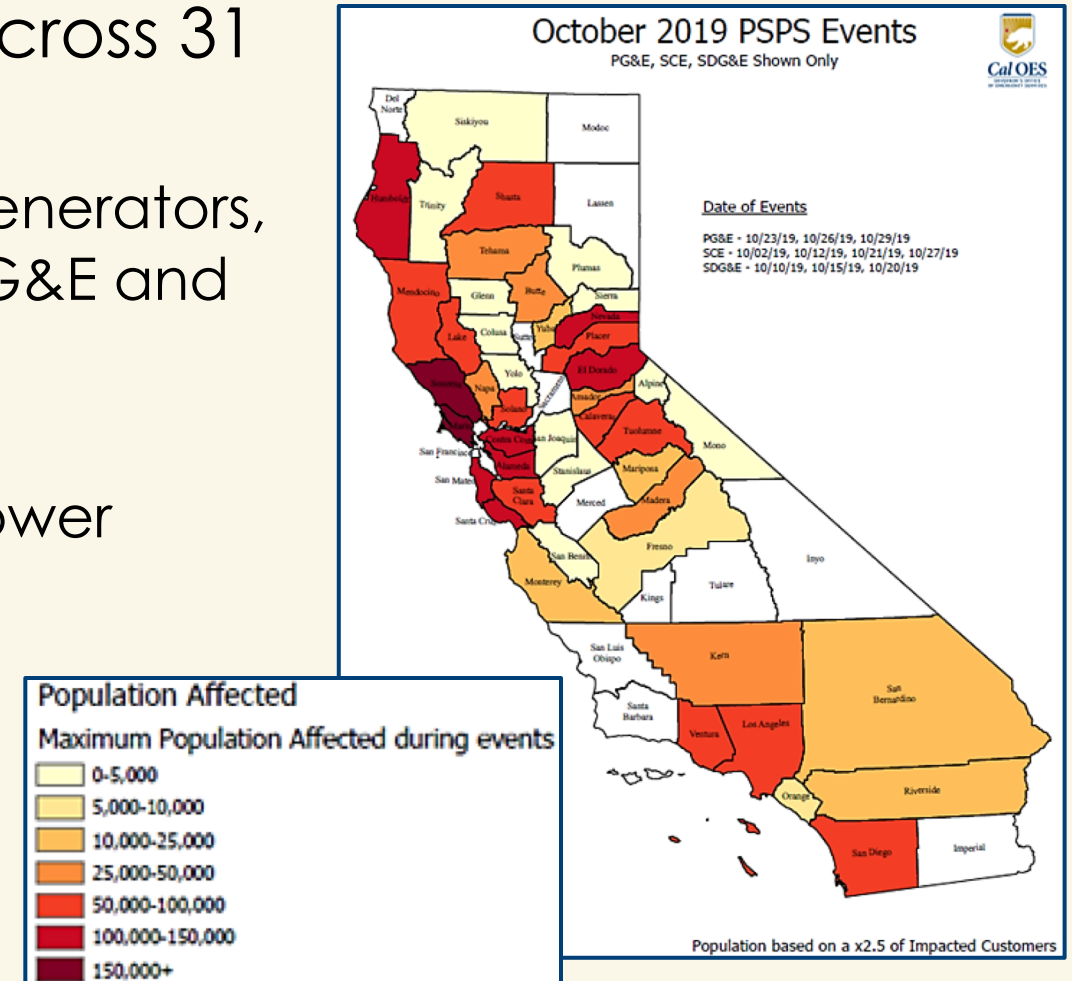 cross 31
enerators,
G&E and
ower
October 2019 PSPS Events
PG&E, SCE, SDG&E Shown Only
Cal OES
GOVERNOR'S OFFICE
OF EMERGENCY SERVICES
Date of Events
PG&E - 10/23/19, 10/26/19, 10/29/19
SCE - 10/02/19, 10/12/19, 10/21/19, 10/27/19
SDG&E - 10/10/19, 10/15/19, 10/20/19
Del
Norte
Siskiyou
Modoc
Humboldt
Trinity
Shasta
Lassen
Tehama
Plumas
Mendocino
Glenn
Butte
Sierra
Nevada
Lake
Colusa
Sutter
Yuba
Placer
Yolo
El Dorado
Sonoma
Napa
Sacramento
Alpine
Solano
Amador
Calaveras
Marin
Contra Costa
San Joaquin
Tuolumne
Mono
San Francisco
Alameda
Stanislaus
Mariposa
San Mateo
Santa
Clara
Merced
Madera
Santa Cruz
San Benito
Fresno
Inyo
Monterey
Kings
Tulare
San Luis
Obispo
Kern
San
Bernardino
Santa
Barbara
Ventura
Los Angeles
Orange
Riverside
San Diego
Imperial
Population based on a x2.5 of Impacted Customers
Population Affected
Maximum Population Affected during events
0-5,000
5,000-10,000
10,000-25,000
25,000-50,000
50,000-100,000
100,000-150,000
150,000+